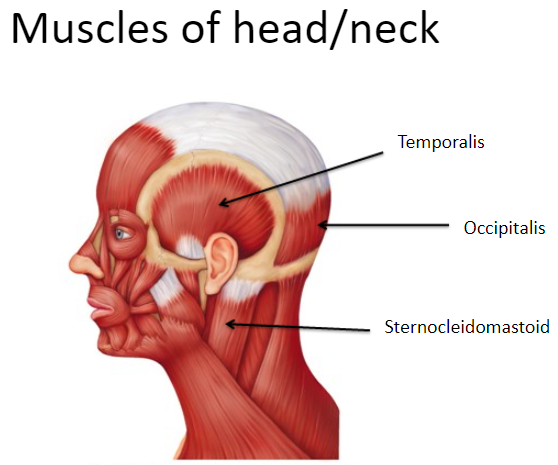 Muscles of head/neck
Temporalis
Occipitalis
Sternocleidomastoid